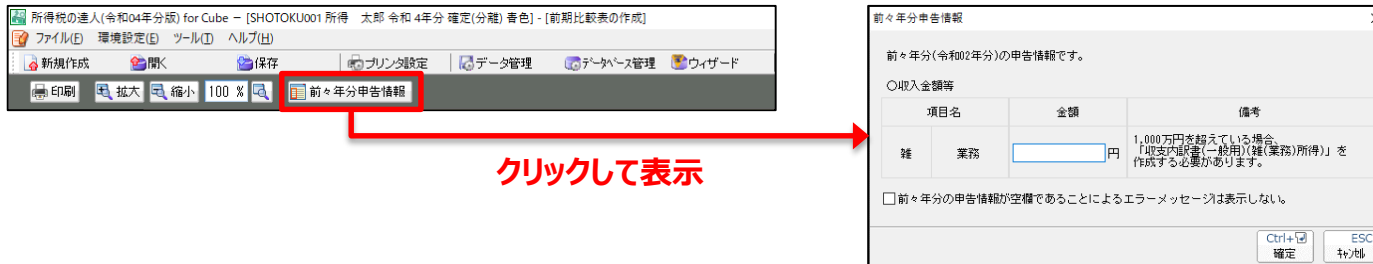 所得税の達人(令和04年分版) for Cube － [SHOTOKU001 所得　太郎 令和 4年分 確定(分離) 青色] - [前期比較表の作成]
ファイル(F) 環境設定(E) ツール(T) ヘルプ(H)
新規作成 開く 保存 プリンタ設定 データ管理 データベース管理 ウィザード
印刷 拡大 縮小 100 % 前々年分申告情報
クリックして表示
前々年分申告情報
前々年分(令和02年分)の申告情報です。
○収入金額等
項目名 金額 備考
雑 業務 円 1,000万円を超えている場合、
「収支内訳書(一般用)(雑(業務)所得)」を
作成する必要があります。
前々年分の申告情報が空欄であることによるエラーメッセージは表示しない。
Ctrl+ ESC
確定 キャンセル